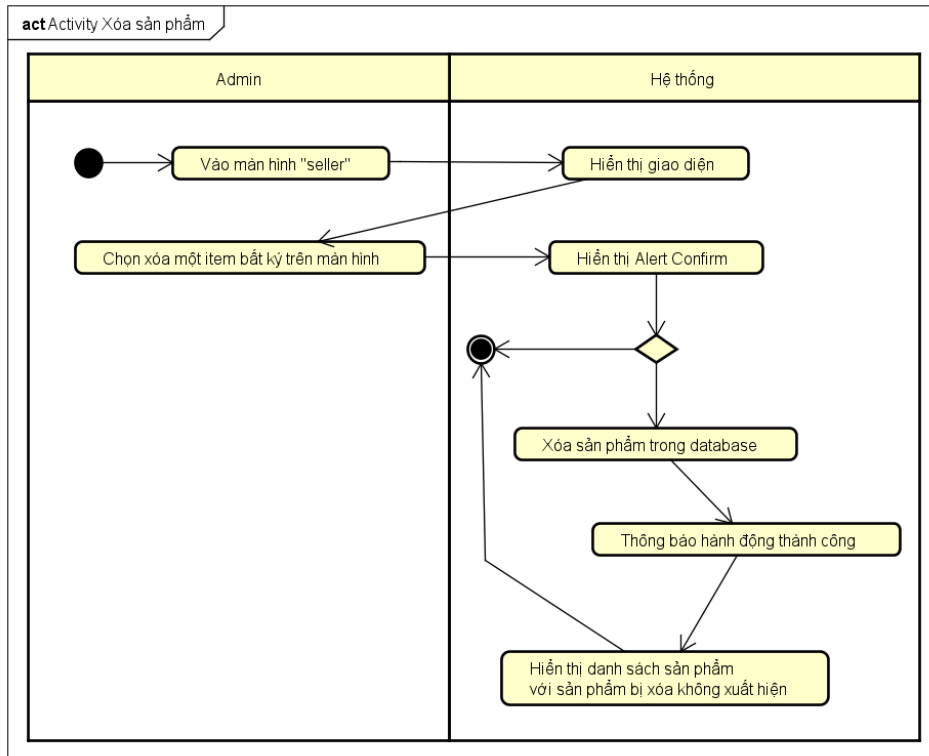 act Activity Xóa sản phẩm
Admin
Hệ thống
Vào màn hình "seller"
Hiển thị giao diện
Chọn xóa một item bất kỳ trên màn hình
Hiển thị Alert Confirm
Xóa sản phẩm trong database
Thông báo hành động thành công
Hiển thị danh sách sản phẩm
với sản phẩm bị xóa không xuất hiện